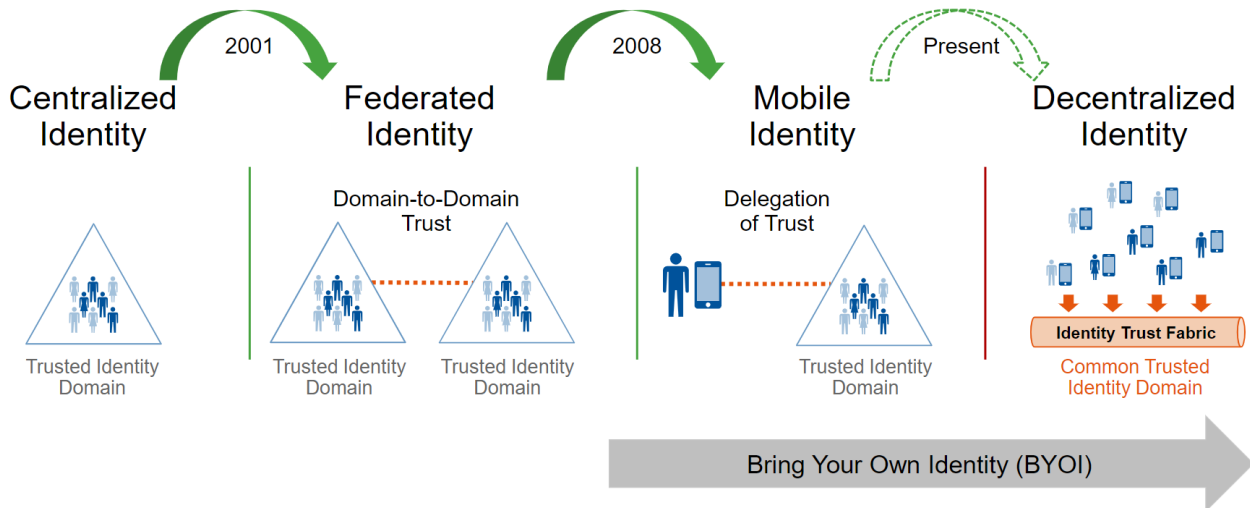 2001
2008
Present
Centralized
Identity
Federated
Identity
Mobile
Identity
Decentralized
Identity
Domain-to-Domain
Trust
Delegation
of Trust
Trusted Identity
Domain
Trusted Identity
Domain
Trusted Identity
Domain
Trusted Identity
Domain
Identity Trust Fabric
Common Trusted
Identity Domain
Bring Your Own Identity (BYOI)